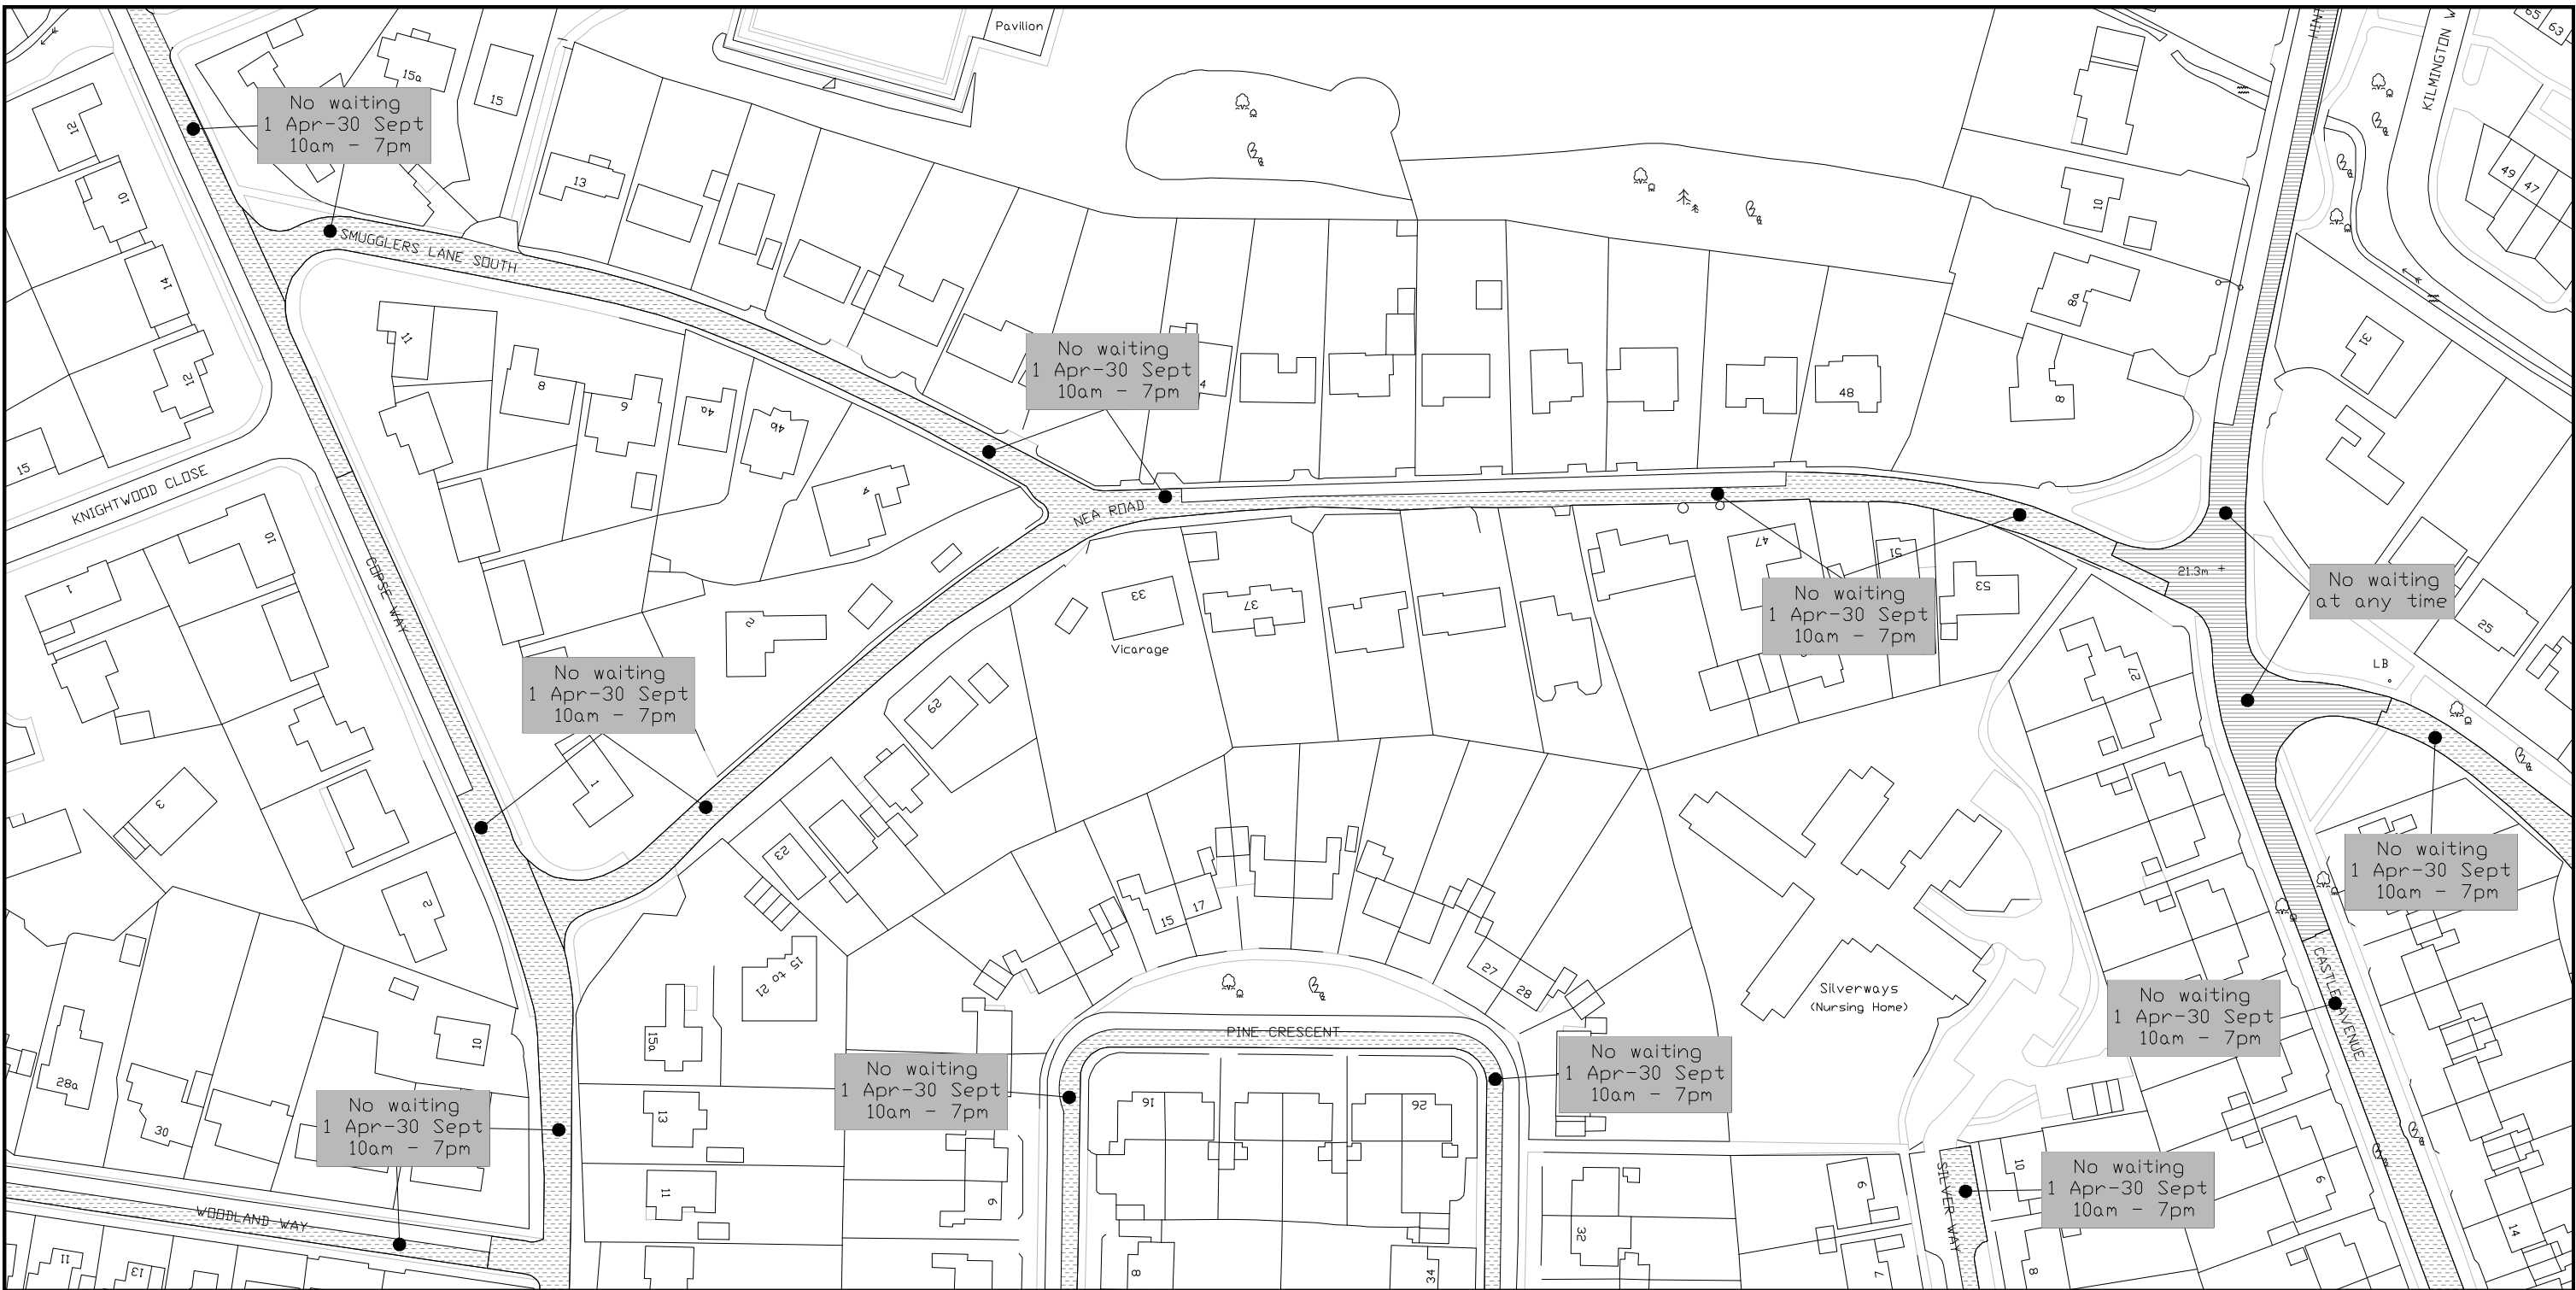 Pavilion
KILMINGTON W
65
63
15a
15
No waiting
1 Apr-30 Sept
10am - 7pm
12
10
14
12
15
13
SMUGGLERS LANE SOUTH
49
47
10
8a
8
31
11
8
6
4a
4b
4
No waiting
1 Apr-30 Sept
10am - 7pm
4
48
KNIGHTWOOD CLOSE
NEA ROAD
10
1
COPSE WAY
47
51
53
21.3m +
No waiting
at any time
No waiting
1 Apr-30 Sept
10am - 7pm
25
33
Vicarage
37
2
27
LB
No waiting
1 Apr-30 Sept
10am - 7pm
29
3
1
23
2
No waiting
1 Apr-30 Sept
10am - 7pm
15
17
27
28
15 to 21
Silverways
(Nursing Home)
CASTLE AVENUE
No waiting
1 Apr-30 Sept
10am - 7pm
PINE CRESCENT
15a
10
28a
30
No waiting
1 Apr-30 Sept
10am - 7pm
No waiting
1 Apr-30 Sept
10am - 7pm
No waiting
1 Apr-30 Sept
10am - 7pm
13
16
26
11
9
32
9
SILVER WAY
10
No waiting
1 Apr-30 Sept
10am - 7pm
6
14
WOODLAND WAY
11
13
8
34
7
8